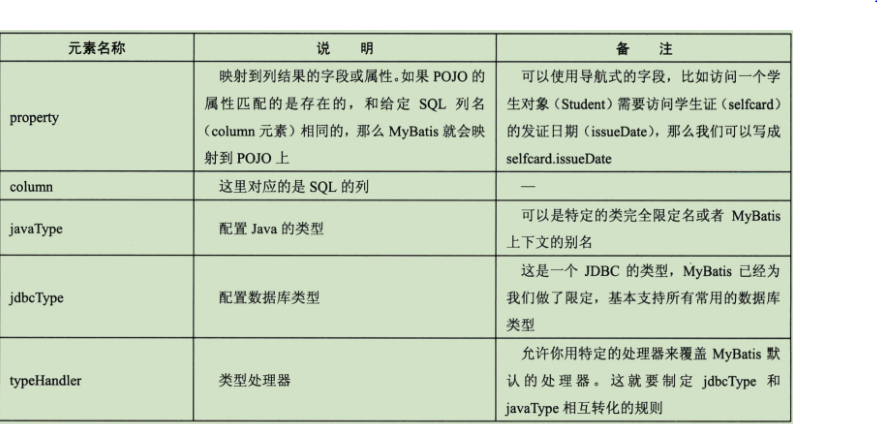 元素名称 说 明 备 注
property
映射到列结果的字段或属性。如果 POJO 的
属性匹配的是存在的，和给定 SQL 列名
（column 元素）相同的，那么 MyBatis 就会映
射到 POJO 上
可以使用导航式的字段，比如访问一个学
生对象（Student）需要访问学生证（selfcard）
的发证日期（issueDate），那么我们可以写成
selfcard.issueDate
column
这里对应的是 SQL 的列
—
javaType
配置 Java 的类型
可以是特定的类完全限定名或者 MyBatis
上下文的别名
jdbcType
配置数据库类型
这是一个 JDBC 的类型，MyBatis 已经为
我们做了限定，基本支持所有常用的数据库
类型
typeHandler
类型处理器
允许你用特定的处理器来覆盖 MyBatis 默
认的处理器。这就要制定 jdbcType 和
javaType 相互转化的规则